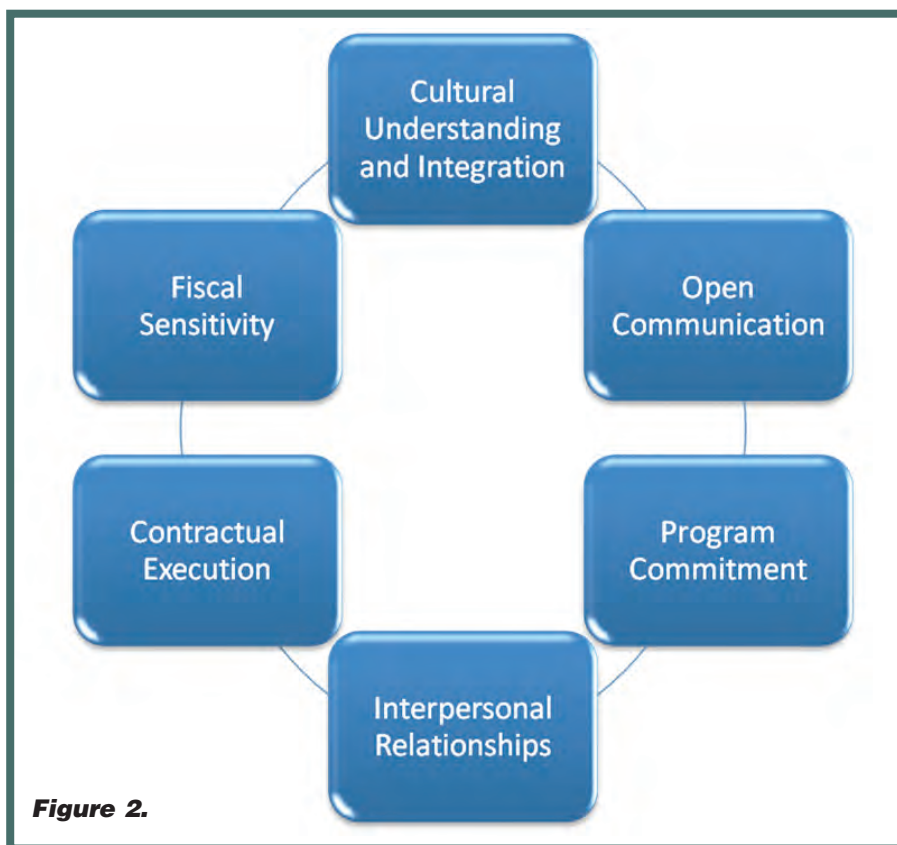 Cultural
Understanding
and Integration
Open
Communication
Program
Commitment
Interpersonal
Relationships
Contractual
Execution
Fiscal
Sensitivity
Figure 2.